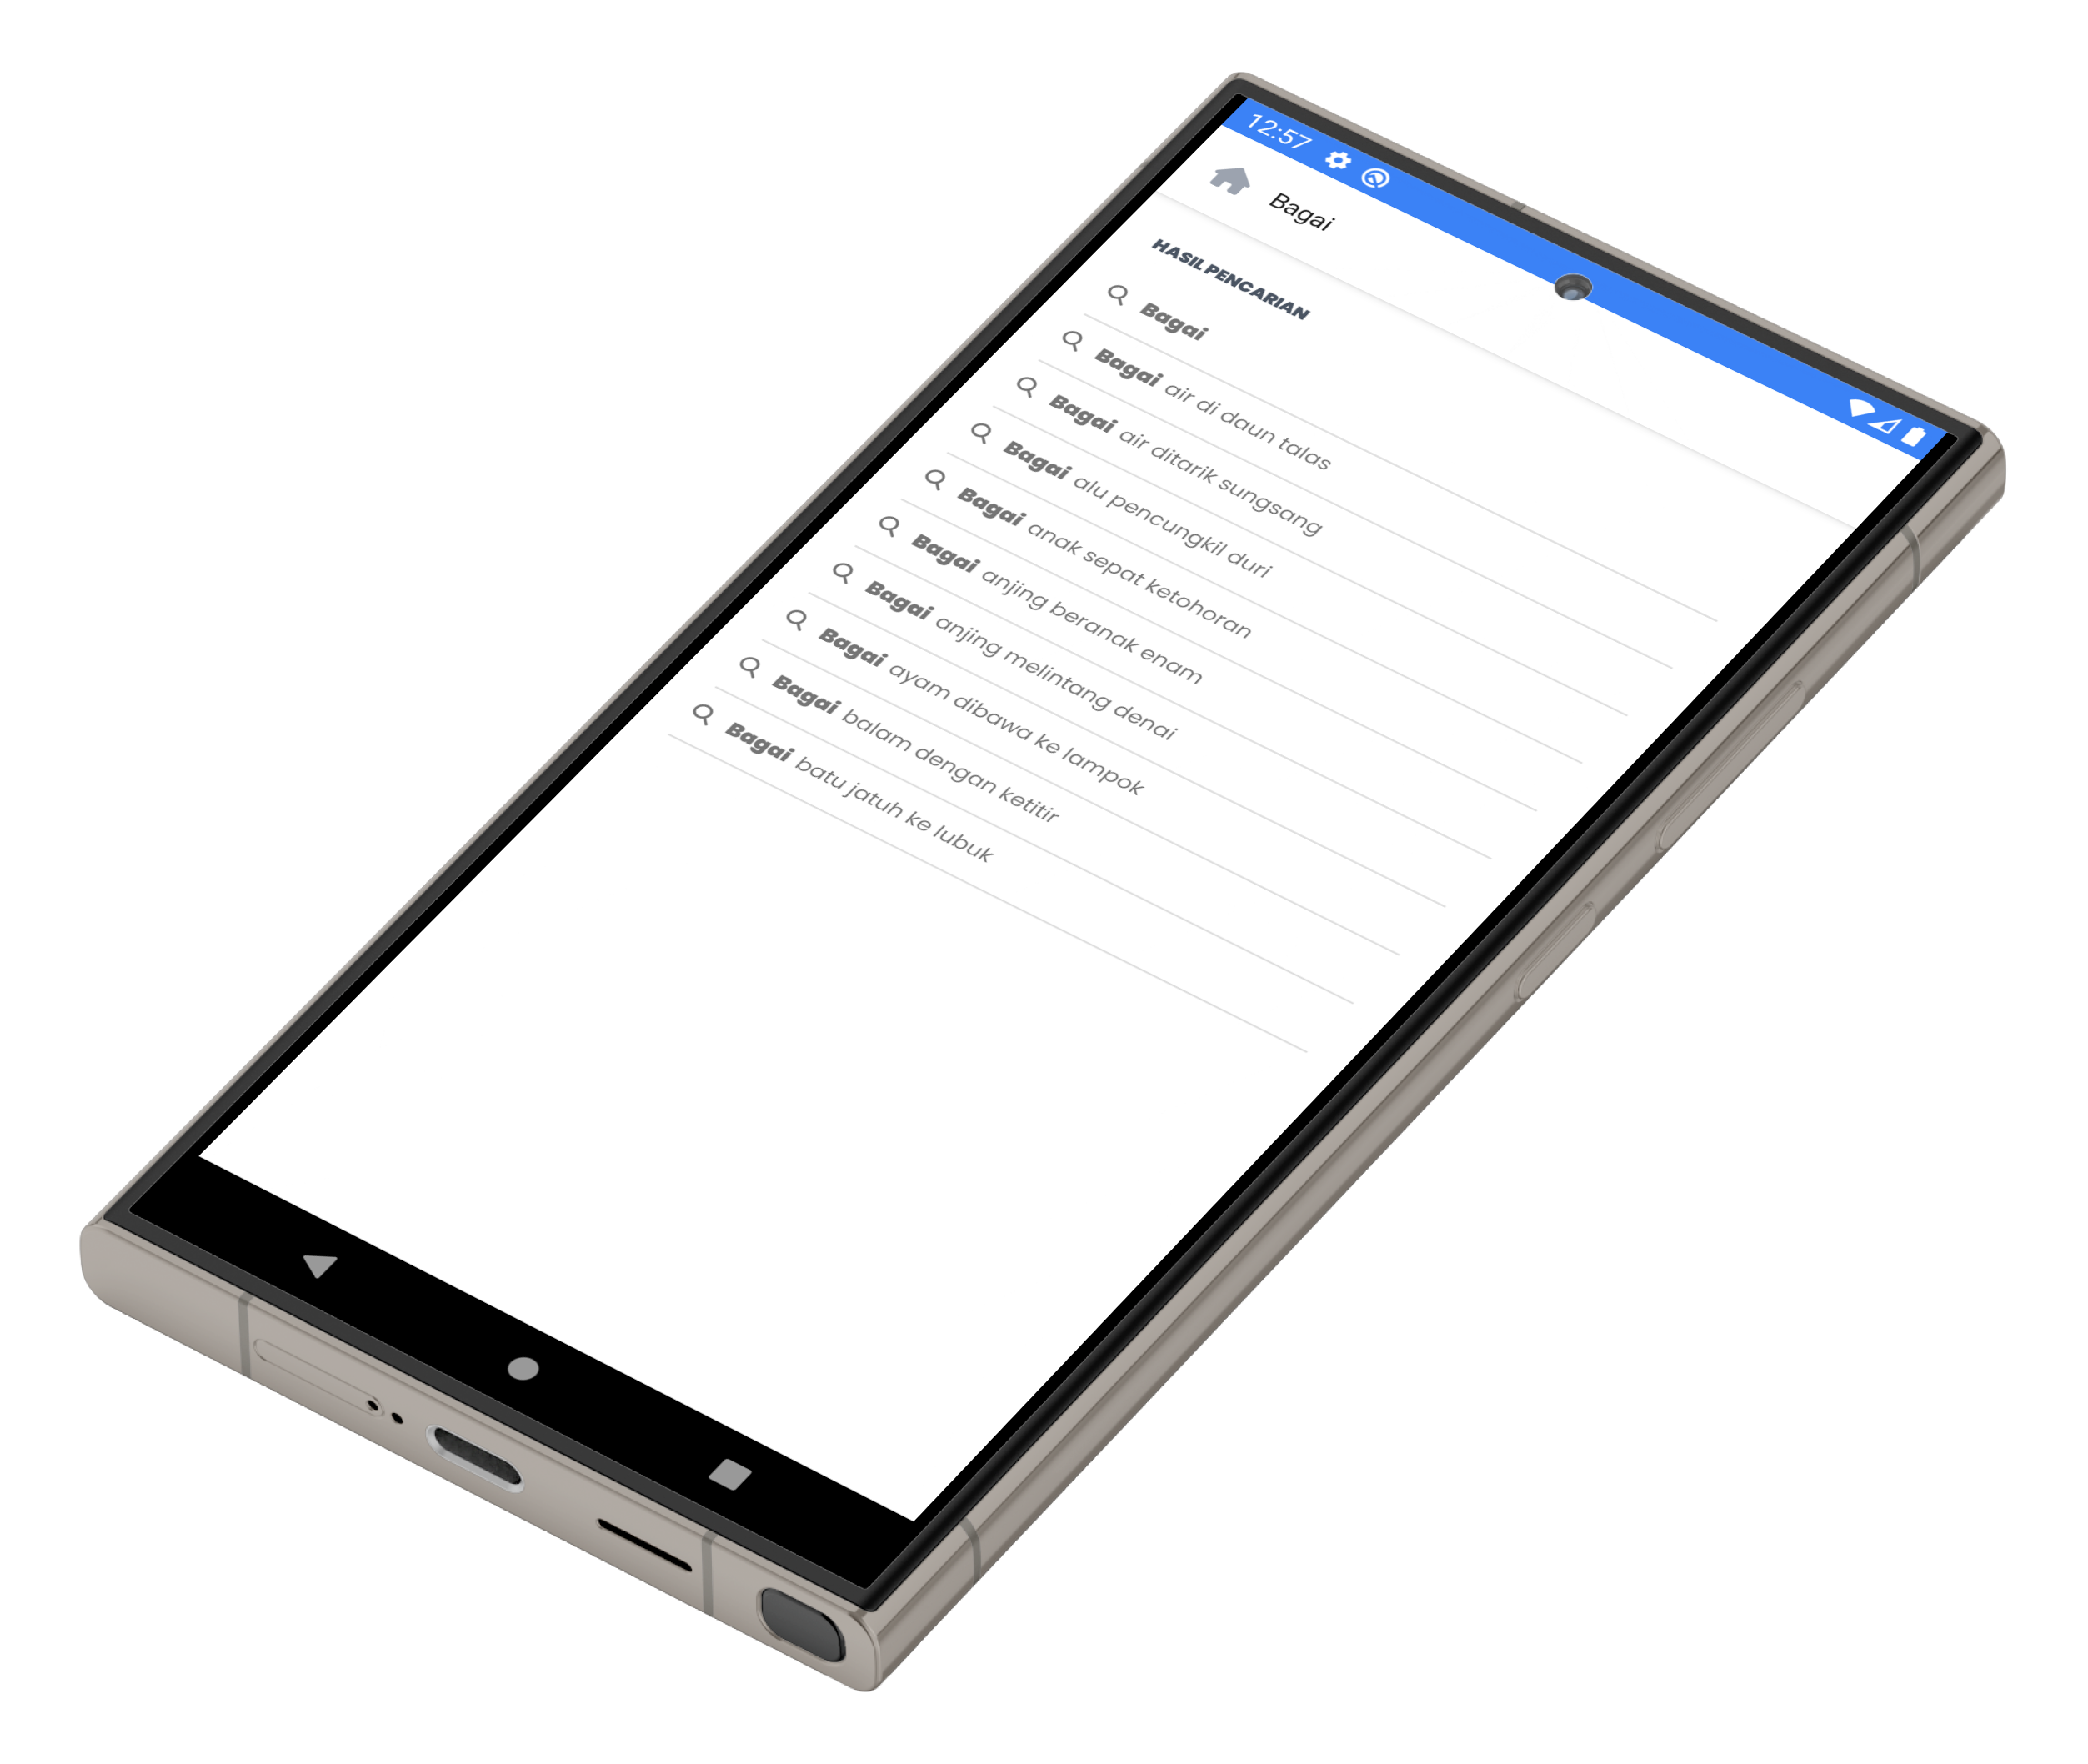 12:57
Bagai
HASIL PENCARIAN
Bagai
Bagai air di daun talas
Bagai air ditarik sungsang
Bagai alu pencungkil duri
Bagai anak sepat ketohoran
Bagai anjing beranak enam
Bagai anjing melintang denai
Bagai ayam dibawa ke lampok
Bagai balam dengan ketitir
Bagai batu jatuh ke lubuk